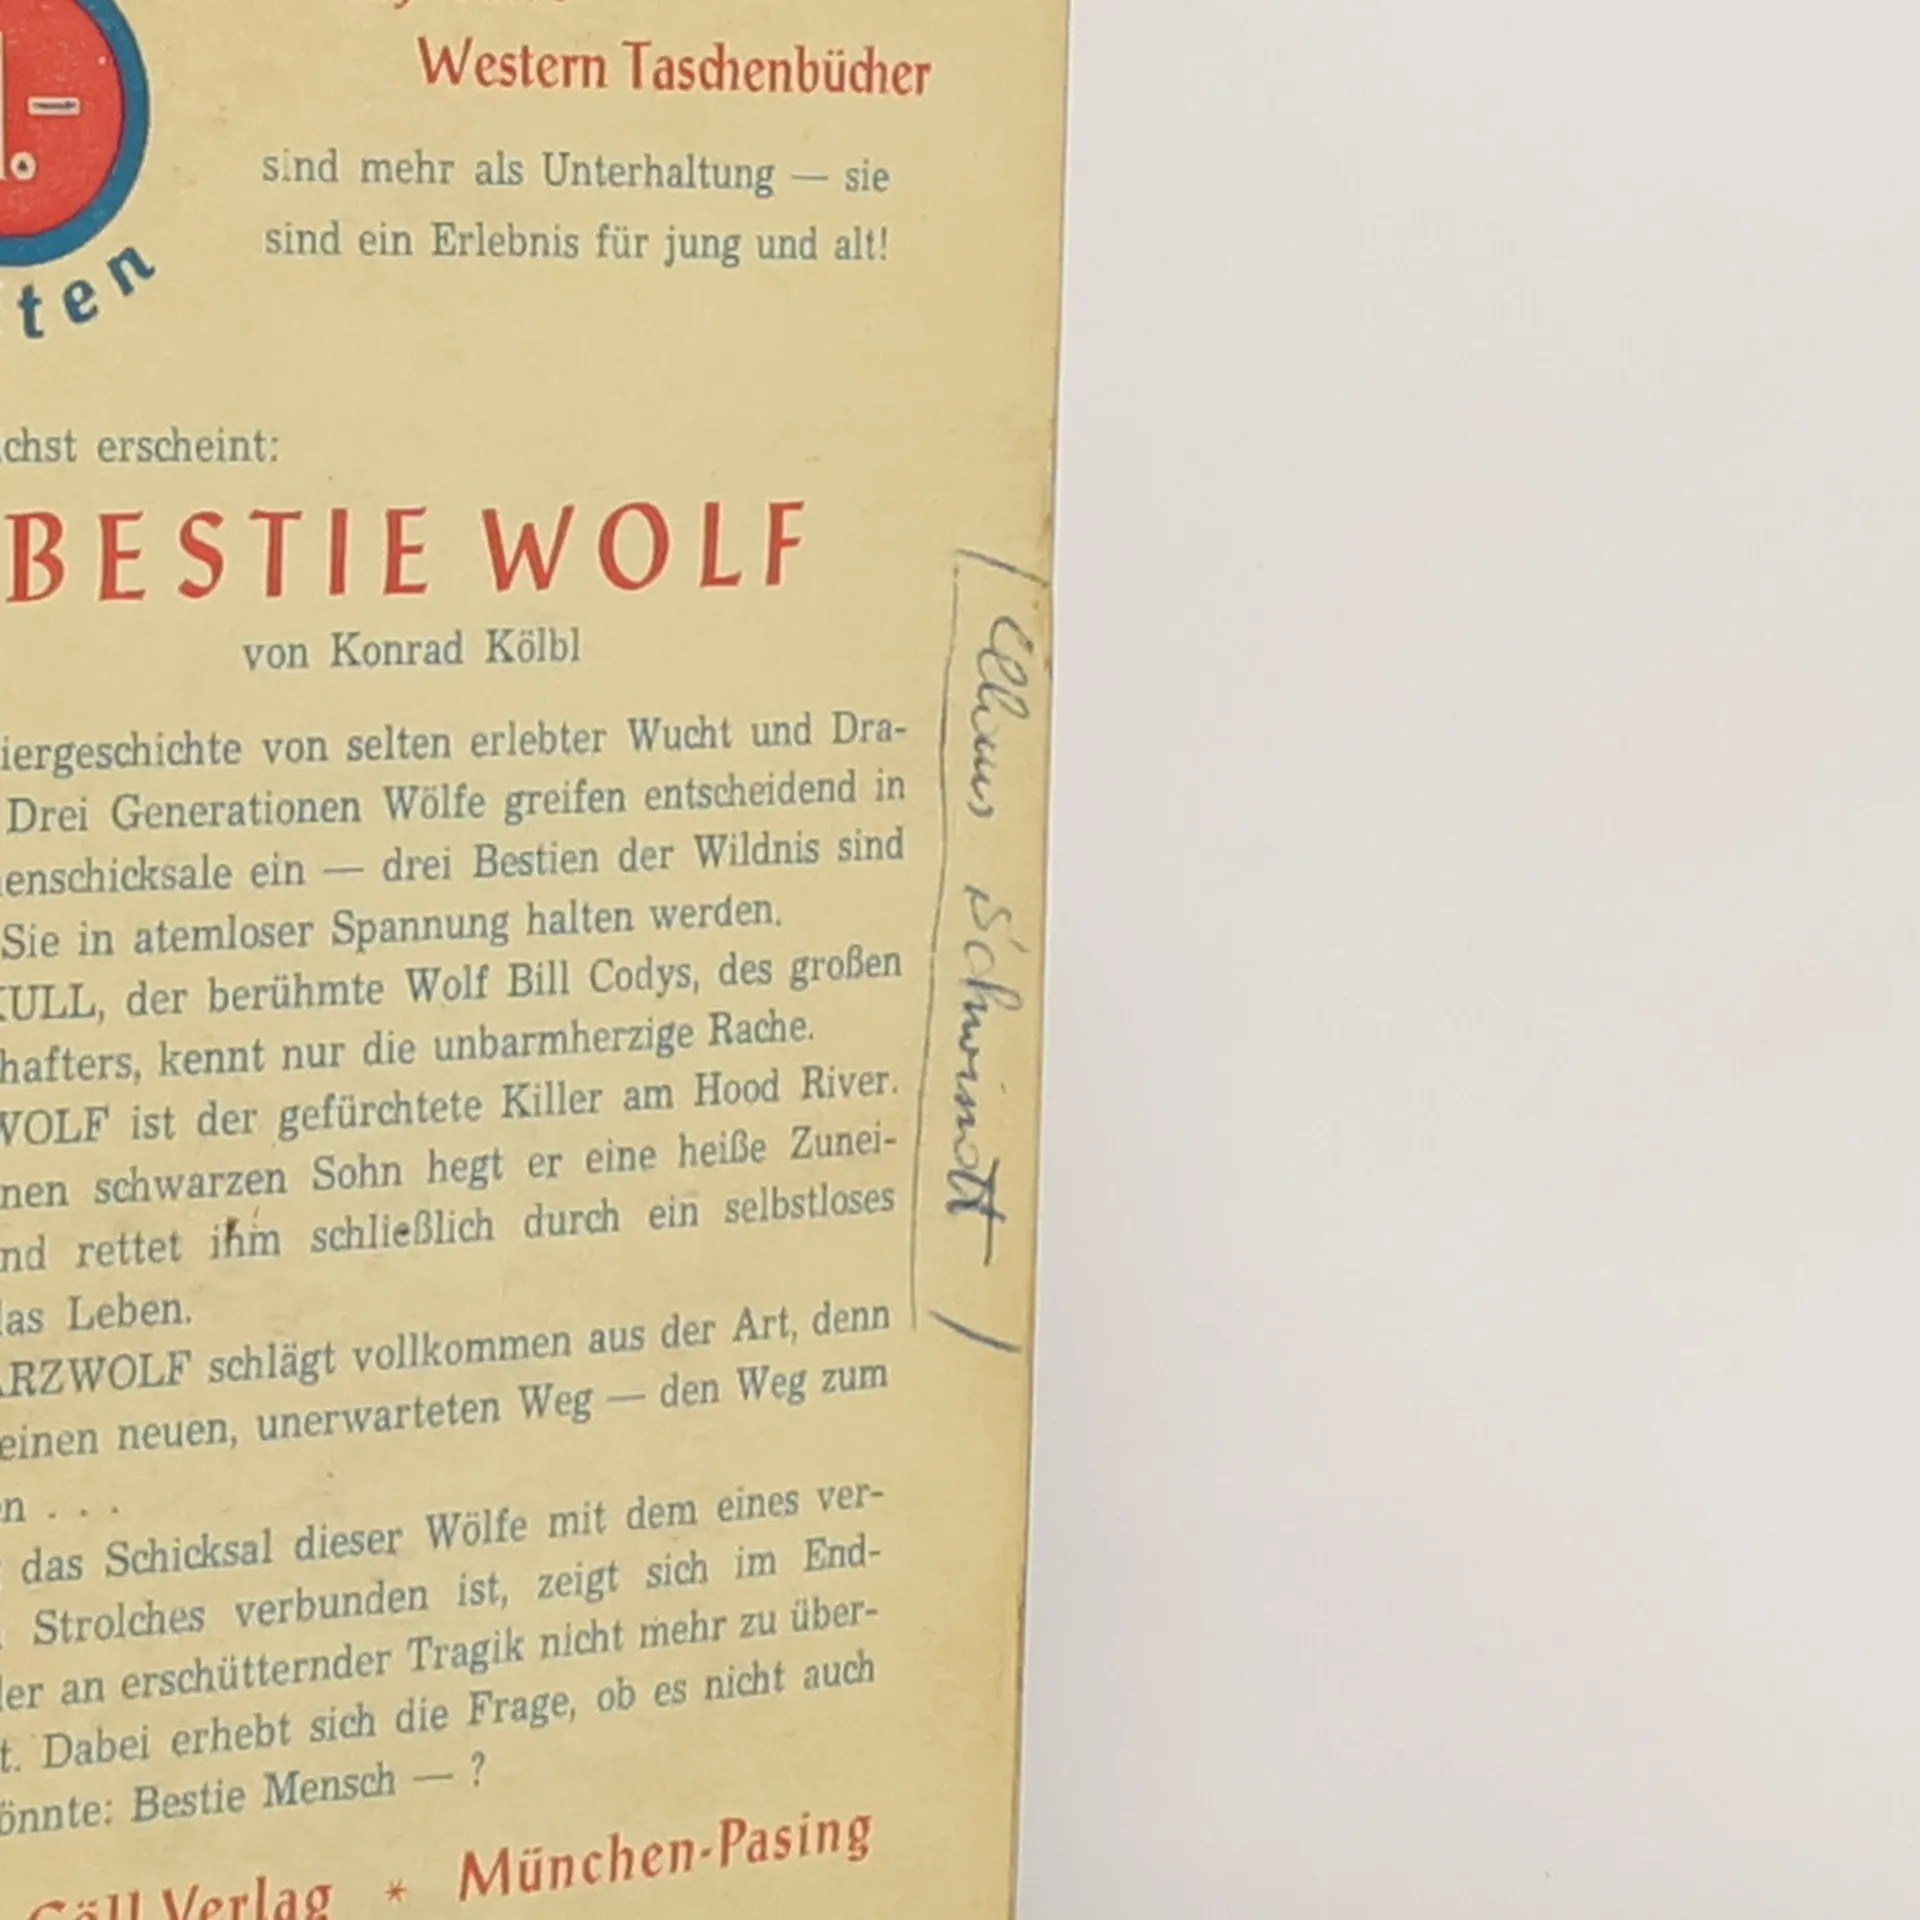 Western Taschenbücher
sind mehr als Unterhaltung — sie
sind ein Erlebnis für jung und alt!
1.–
ten
chst erscheint:
BESTIE WOLF
von Konrad Kölbl
iergeschichte von selten erlebter Wucht und Dra-
Drei Generationen Wölfe greifen entscheidend in
enschicksale ein — drei Bestien der Wildnis sind
Sie in atemloser Spannung halten werden.
KULL, der berühmte Wolf Bill Codys, des großen
hafters, kennt nur die unbarmherzige Rache.
WOLF ist der gefürchtete Killer am Hood River.
nen schwarzen Sohn hegt er eine heiße Zunei-
nd rettet ihm schließlich durch ein selbstloses
las Leben.
ARZWOLF schlägt vollkommen aus der Art, denn
einen neuen, unerwarteten Weg — den Weg zum
en . . .
das Schicksal dieser Wölfe mit dem eines ver-
Strolches verbunden ist, zeigt sich im End-
ler an erschütternder Tragik nicht mehr zu über-
t. Dabei erhebt sich die Frage, ob es nicht auch
önnte: Bestie Mensch — ?
Verlag * München-Pasing